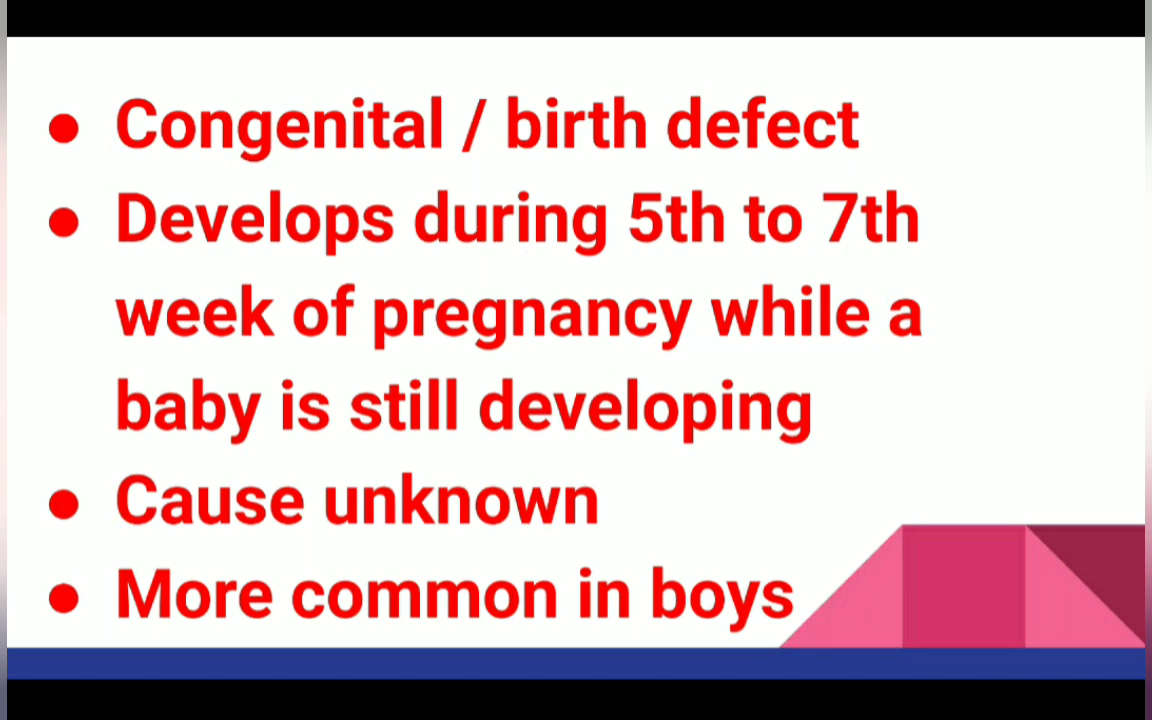 ● Congenital / birth defect
● Develops during 5th to 7th
week of pregnancy while a
baby is still developing
● Cause unknown
● More common in boys